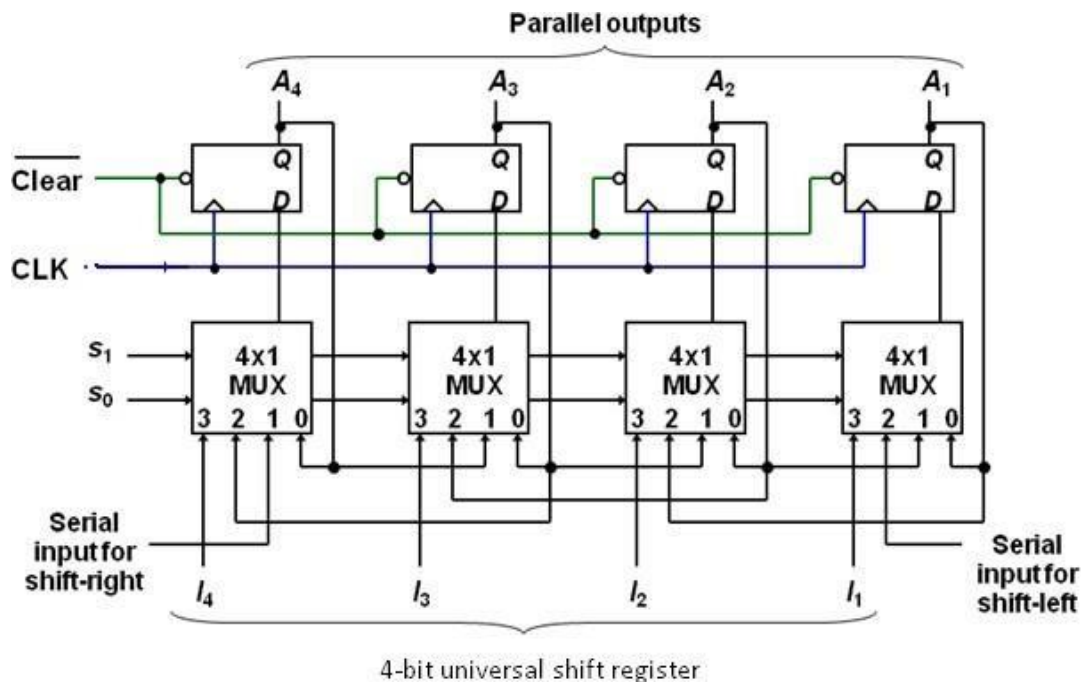 Parallel outputs
A4 A3 A2 A1
Q Q Q Q
Clear
D D D D
CLK
s1 4x1 MUX 4x1 MUX 4x1 MUX 4x1 MUX
s0
3 2 1 0 3 2 1 0 3 2 1 0 3 2 1 0
Serial input for shift-right
I4 I3 I2 I1
Serial input for shift-left
4-bit universal shift register